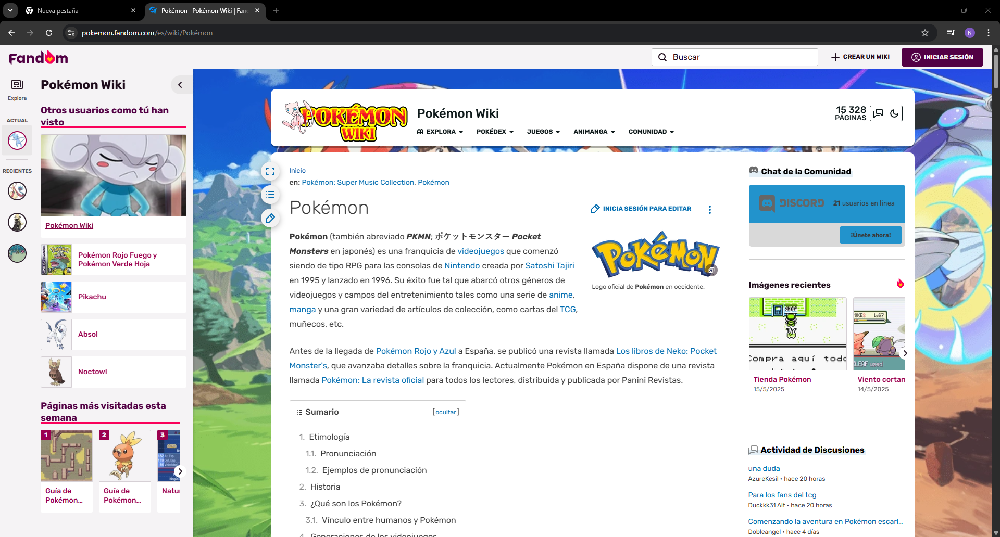 Nueva pestaña
Pokémon | Pokémon Wiki | Fan
pokemon.fandom.com/es/wiki/Pokémon
N
Fandom
Buscar
CREAR UN WIKI
INICIAR SESIÓN
Explora
ACTUAL
RECIENTES
Pokémon Wiki
Otros usuarios como tú han
visto
Pokémon Wiki
Pokémon Rojo Fuego y
Pokémon Verde Hoja
Pikachu
Absol
Noctowl
Páginas más visitadas esta
semana
1
2
3
Guía de
Pokémon...
Guía de
Pokémon...
Natur
POKÉMON
WIKI
Pokémon Wiki
EXPLORA
POKÉDEX
JUEGOS
ANIMANGA
COMUNIDAD
15 328
PÁGINAS
Inicio
en: Pokémon: Super Music Collection, Pokémon
Pokémon
INICIA SESIÓN PARA EDITAR
Pokémon (también abreviado PKMN; ポケットモンスター Pocket
Monsters en japonés) es una franquicia de videojuegos que comenzó
siendo de tipo RPG para las consolas de Nintendo creada por Satoshi Tajiri
en 1995 y lanzado en 1996. Su éxito fue tal que abarcó otros géneros de
videojuegos y campos del entretenimiento tales como una serie de anime,
manga y una gran variedad de artículos de colección, como cartas del TCG,
muñecos, etc.
POKéMON
Logo oficial de Pokémon en occidente.
Antes de la llegada de Pokémon Rojo y Azul a España, se publicó una revista llamada Los libros de Neko: Pocket
Monster's, que avanzaba detalles sobre la franquicia. Actualmente Pokémon en España dispone de una revista
llamada Pokémon: La revista oficial para todos los lectores, distribuida y publicada por Panini Revistas.
Sumario [ocultar]
1. Etimología
1.1. Pronunciación
1.2. Ejemplos de pronunciación
2. Historia
3. ¿Qué son los Pokémon?
3.1. Vínculo entre humanos y Pokémon
4. Generaciones de los videojuegos
Chat de la Comunidad
DISCORD
21 usuarios en linea
¡Únete ahora!
Imágenes recientes
SHOP
Compra aquí todo
Lv67
ZLEAF used
Tienda Pokémon
15/5/2025
Viento cortan
14/5/2025
Actividad de Discusiones
una duda
AzureKesil • hace 20 horas
Para los fans del tcg
Duckkk31 Alt • hace 20 horas
Comenzando la aventura en Pokémon escarl...
Dobleangel • hace 4 días